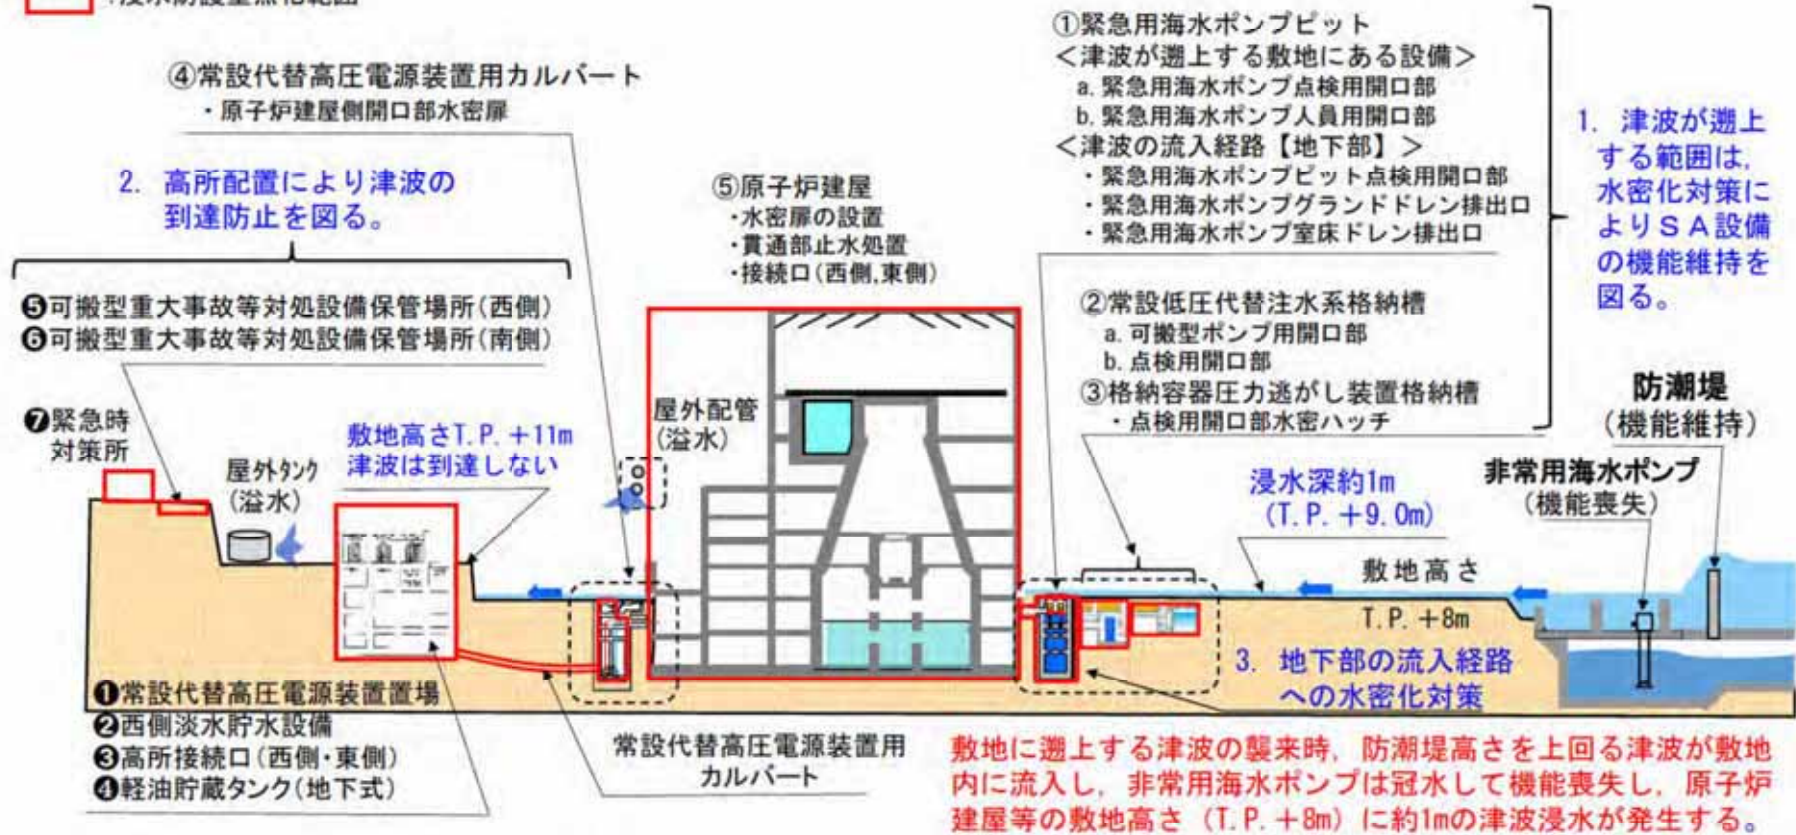 ④常設代替高圧電源装置用カルバート
・原子炉建屋側開口部水密扉
2. 高所配置により津波の
到達防止を図る。
❺可搬型重大事故等対処設備保管場所(西側)
❻可搬型重大事故等対処設備保管場所(南側)
❼緊急時
対策所
屋外タンク
(溢水)
敷地高さT.P.+11m
津波は到達しない
⑤原子炉建屋
・水密扉の設置
・貫通部止水処置
・接続口(西側,東側)
屋外配管
(溢水)
①緊急用海水ポンプピット
<津波が遡上する敷地にある設備>
a. 緊急用海水ポンプ点検用開口部
b. 緊急用海水ポンプ人員用開口部
<津波の流入経路【地下部】>
・緊急用海水ポンプピット点検用開口部
・緊急用海水ポンプグランドドレン排出口
・緊急用海水ポンプ室床ドレン排出口
②常設低圧代替注水系格納槽
a. 可搬型ポンプ用開口部
b. 点検用開口部
③格納容器圧力逃がし装置格納槽
・点検用開口部水密ハッチ
1. 津波が遡上
する範囲は,
水密化対策に
よりSA設備
の機能維持を
図る。
防潮堤
(機能維持)
非常用海水ポンプ
(機能喪失)
浸水深約1m
(T.P.+9.0m)
敷地高さ
T.P.+8m
3. 地下部の流入経路
への水密化対策
❶常設代替高圧電源装置置場
❷西側淡水貯水設備
❸高所接続口(西側・東側)
❹軽油貯蔵タンク(地下式)
常設代替高圧電源装置用
カルバート
敷地に遡上する津波の襲来時,防潮堤高さを上回る津波が敷地
内に流入し,非常用海水ポンプは冠水して機能喪失し,原子炉
建屋等の敷地高さ(T.P.+8m)に約1mの津波浸水が発生する。